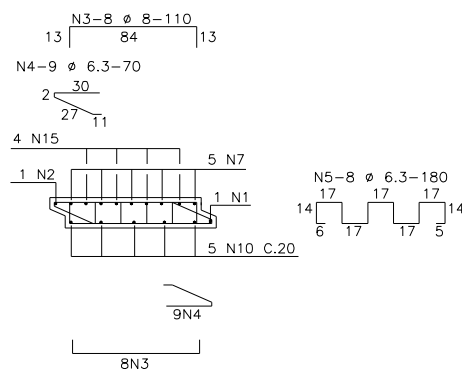 N3-8 ø 8-110
13 84 13
N4-9 ø 6.3-70
30
2
27 11
4 N15
5 N7
1 N2
1 N1
N5-8 ø 6.3-180
17 17 17
14 14
6 17 17 5
5 N10 C.20
9N4
8N3